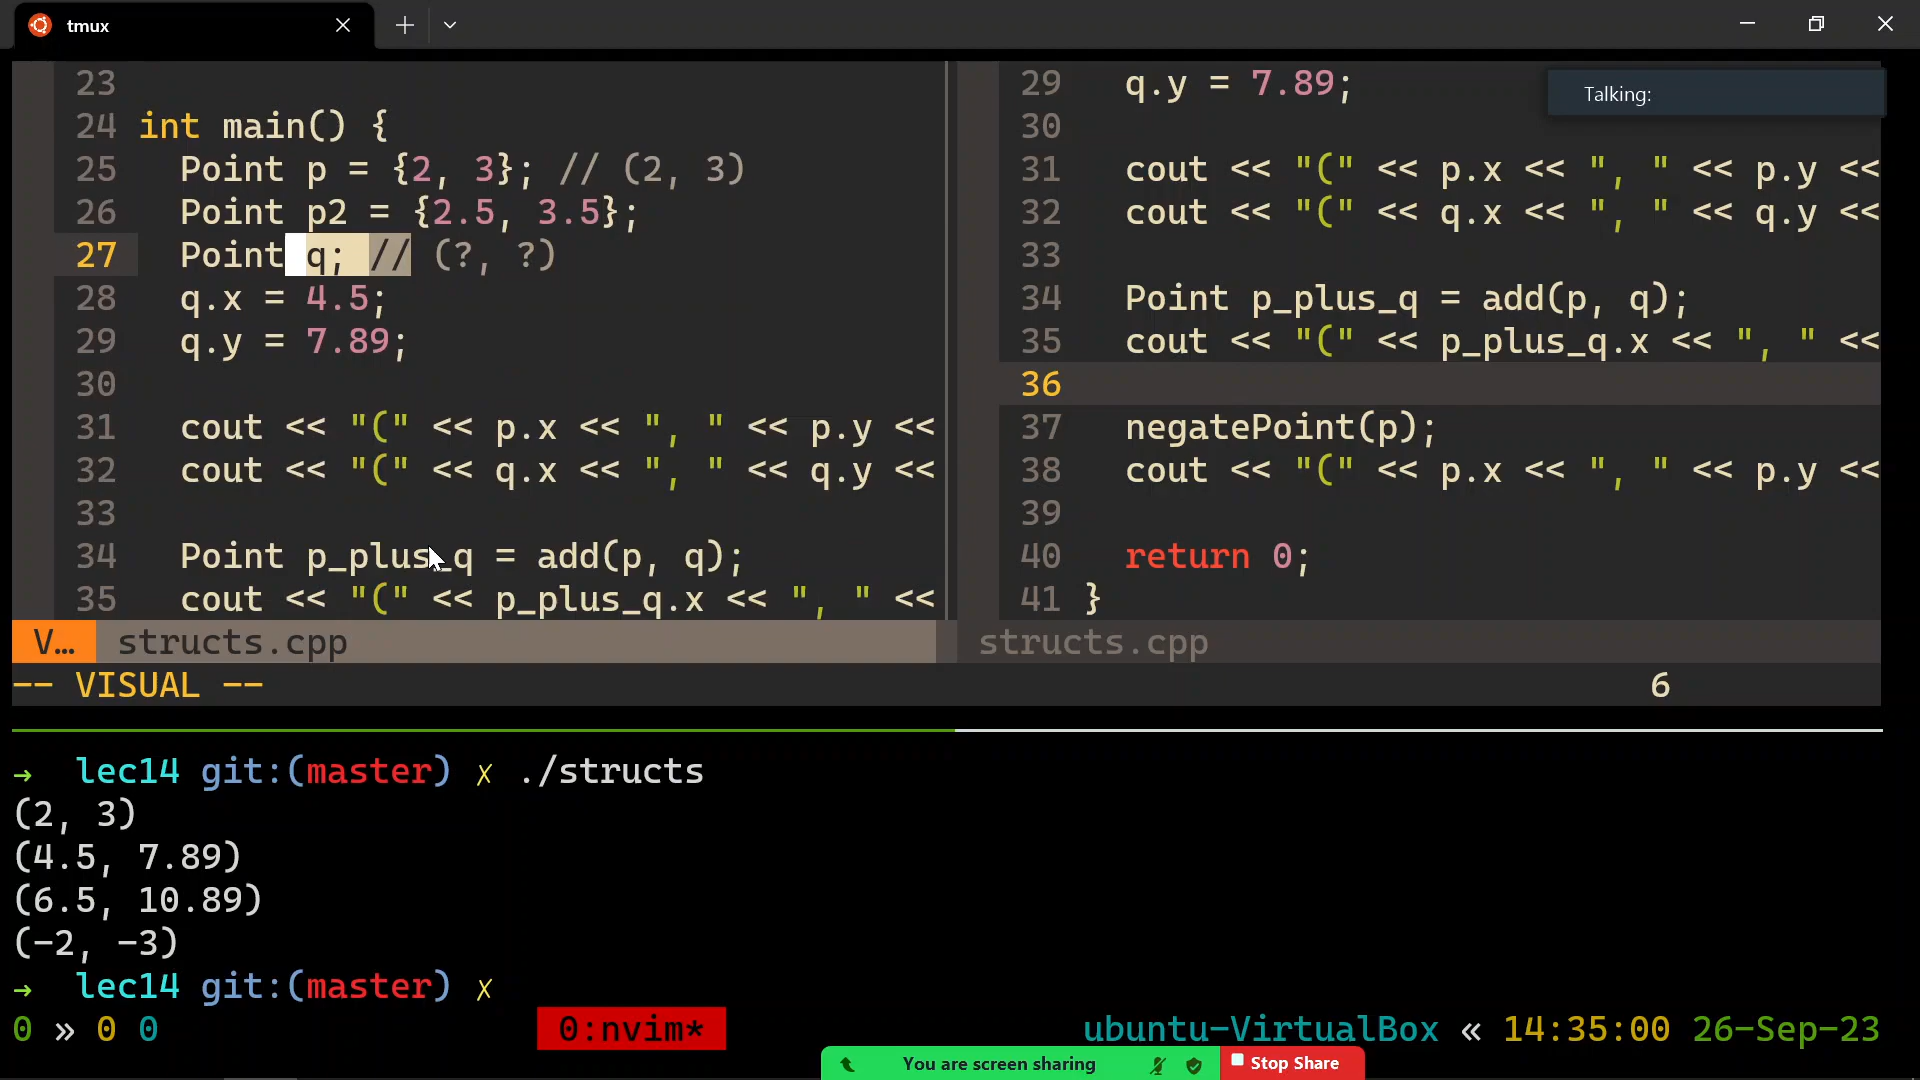 tmux
Talking:
23
24 int main() {
25 Point p = {2, 3}; // (2, 3)
26 Point p2 = {2.5, 3.5};
27 Point q; // (?, ?)
28 q.x = 4.5;
29 q.y = 7.89;
30
31 cout << "(" << p.x << ", " << p.y <<
32 cout << "(" << q.x << ", " << q.y <<
33
34 Point p_plus_q = add(p, q);
35 cout << "(" << p_plus_q.x << ", " <<
V… structs.cpp
29 q.y = 7.89;
30
31 cout << "(" << p.x << ", " << p.y <<
32 cout << "(" << q.x << ", " << q.y <<
33
34 Point p_plus_q = add(p, q);
35 cout << "(" << p_plus_q.x << ", " <<
36
37 negatePoint(p);
38 cout << "(" << p.x << ", " << p.y <<
39
40 return 0;
41 }
structs.cpp
-- VISUAL -- 6
→ lec14 git:(master) ✗ ./structs
(2, 3)
(4.5, 7.89)
(6.5, 10.89)
(-2, -3)
→ lec14 git:(master) ✗
0 » 0 0 0:nvim* ubuntu-VirtualBox « 14:35:00 26-Sep-23
You are screen sharing Stop Share